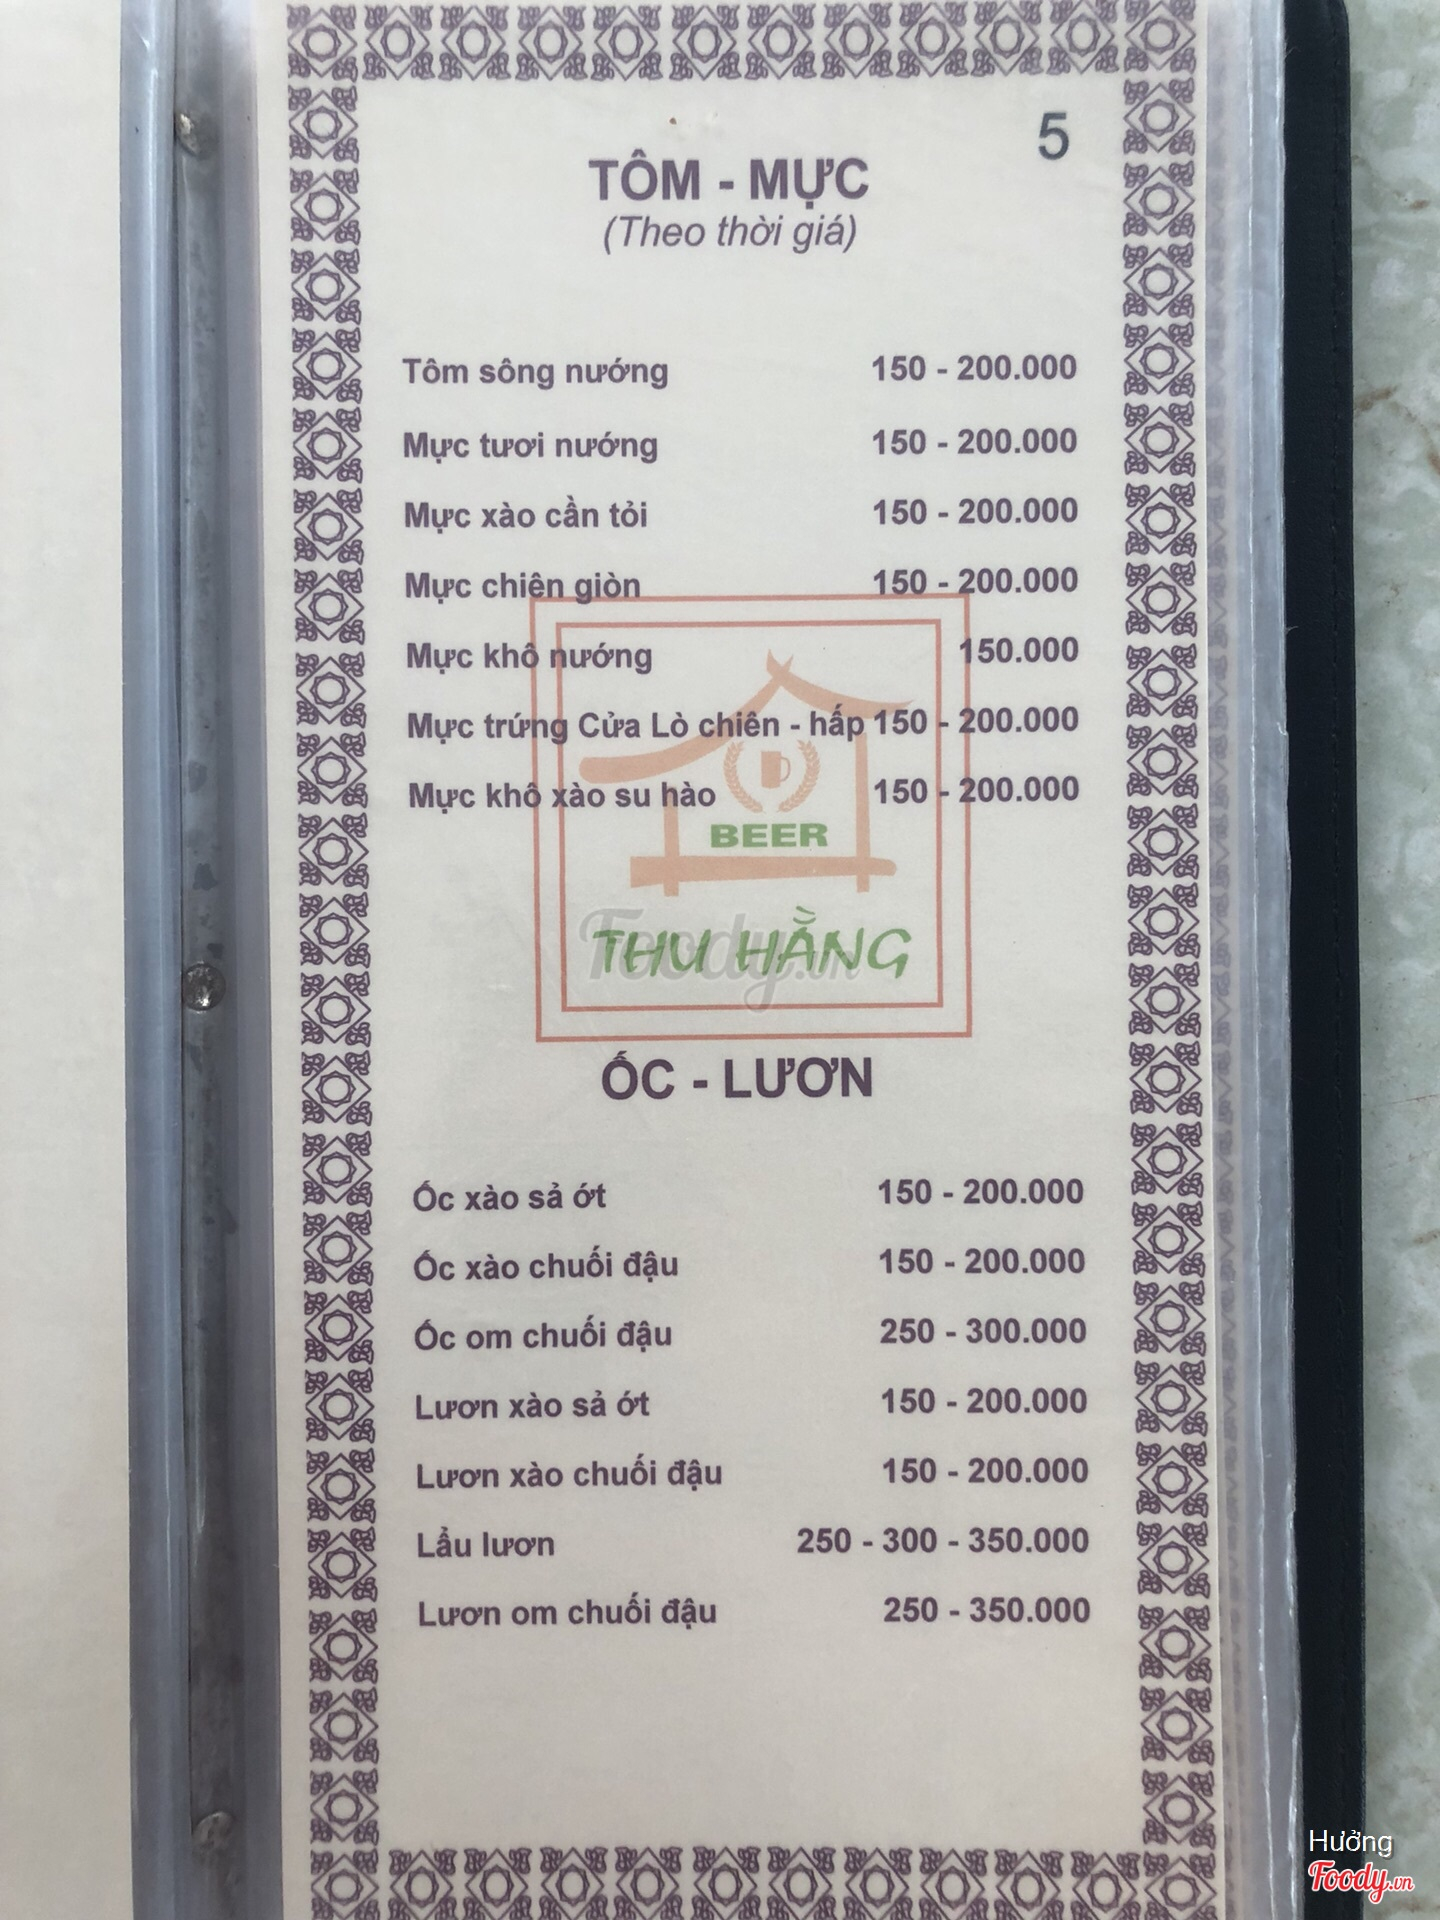 5
TÔM - MỰC
(Theo thời giá)
Tôm sông nướng 150 - 200.000
Mực tươi nướng 150 - 200.000
Mực xào cần tỏi 150 - 200.000
Mực chiên giòn 150 - 200.000
Mực khô nướng 150.000
Mực trứng Cửa Lò chiên - hấp 150 - 200.000
Mực khô xào su hào 150 - 200.000
BEER
THU HẰNG
Foody.vn
ỐC - LƯƠN
Ốc xào sả ớt 150 - 200.000
Ốc xào chuối đậu 150 - 200.000
Ốc om chuối đậu 250 - 300.000
Lươn xào sả ớt 150 - 200.000
Lươn xào chuối đậu 150 - 200.000
Lẩu lươn 250 - 300 - 350.000
Lươn om chuối đậu 250 - 350.000
Hưởng
Foody.vn